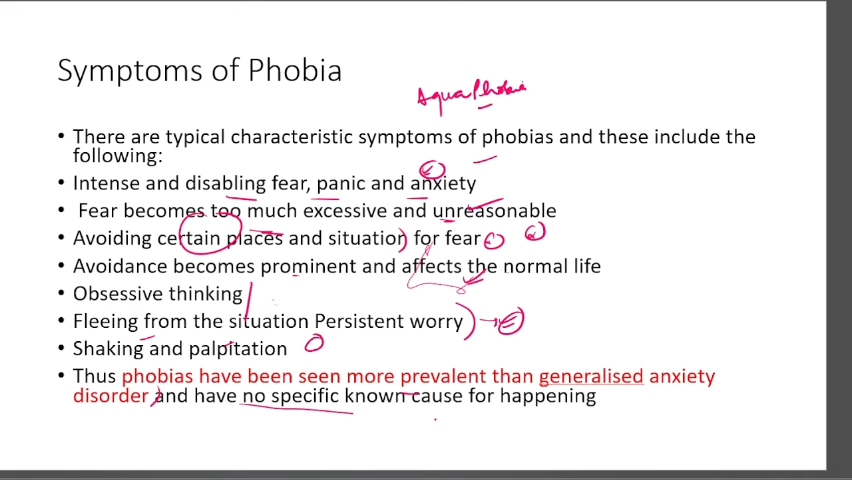 Symptoms of Phobia
AquaPhobia
• There are typical characteristic symptoms of phobias and these include the
following:
• Intense and disabling fear, panic and anxiety
• Fear becomes too much excessive and unreasonable
• Avoiding certain places and situation for fear
• Avoidance becomes prominent and affects the normal life
• Obsessive thinking
• Fleeing from the situation Persistent worry
• Shaking and palpitation
• Thus phobias have been seen more prevalent than generalised anxiety
disorder and have no specific known cause for happening